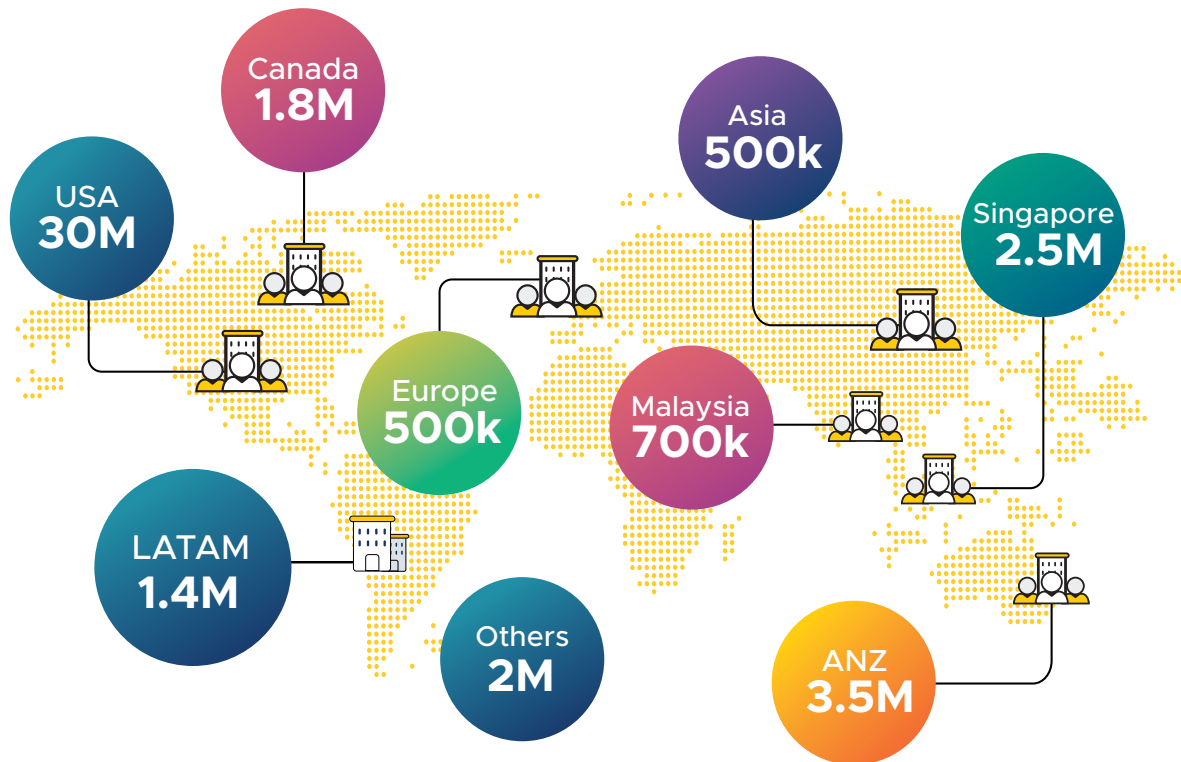 Canada
1.8M
Asia
500k
USA
30M
Singapore
2.5M
Europe
500k
Malaysia
700k
LATAM
1.4M
Others
2M
ANZ
3.5M